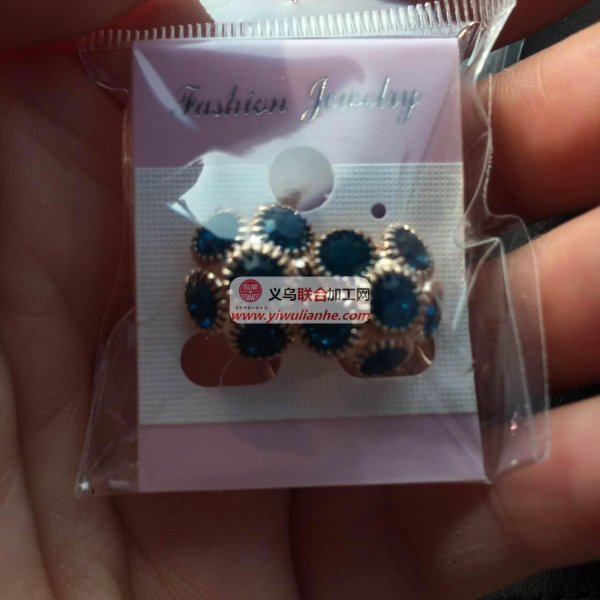 Fashion Jewelry
义乌联合加工网
www.yiwulianhe.com